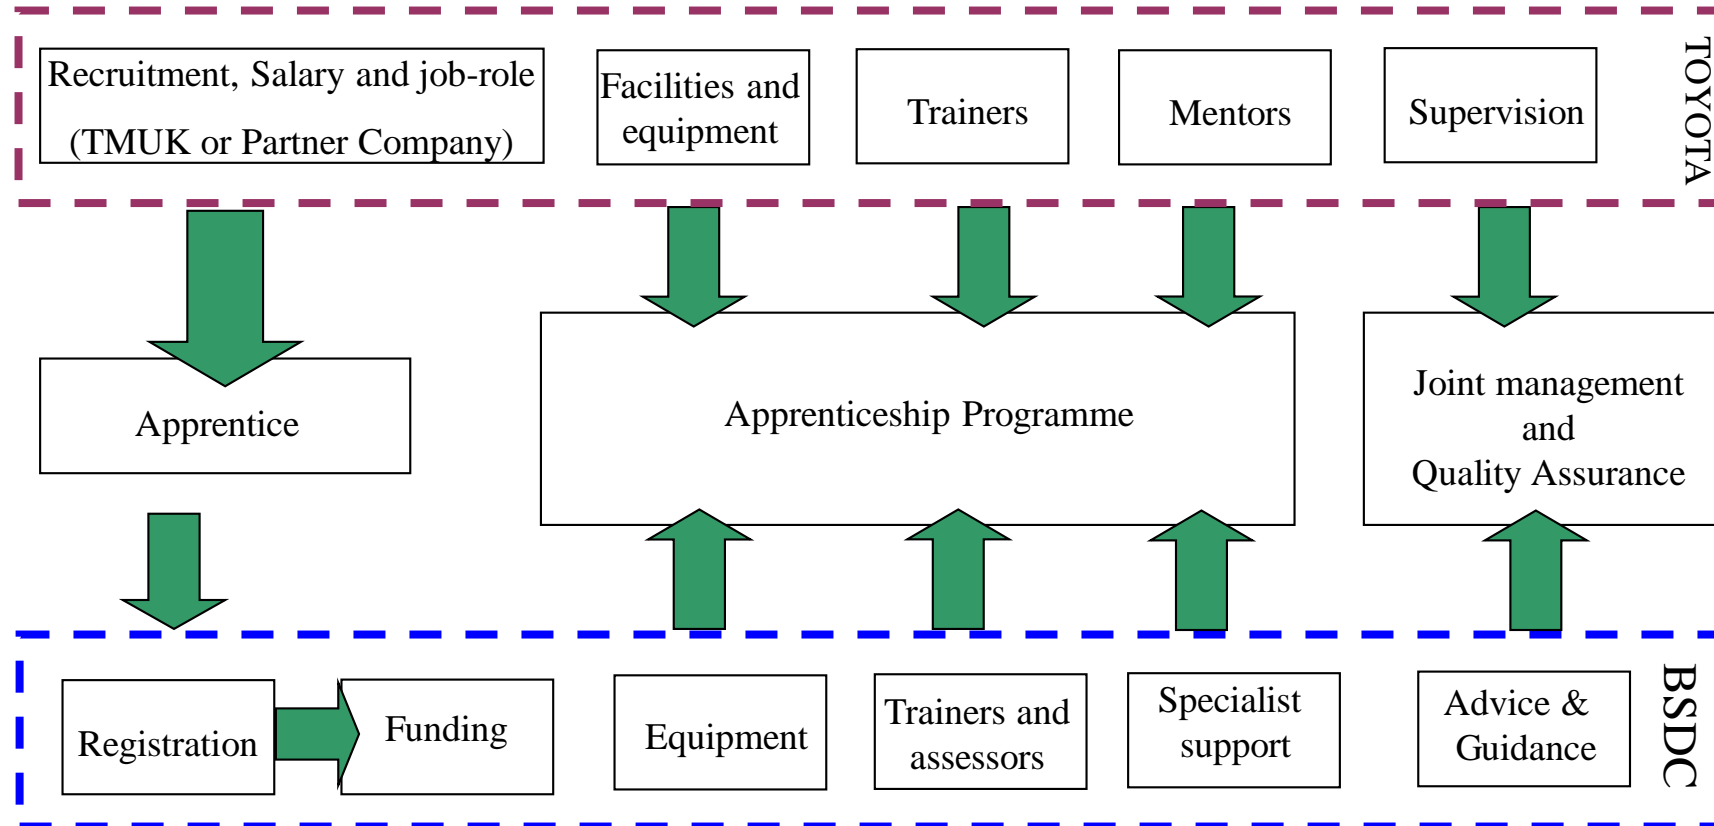 Recruitment, Salary and job-role
(TMUK or Partner Company)
Facilities and
equipment
Trainers
Mentors
Supervision
TOYOTA
Apprentice
Apprenticeship Programme
Joint management
and
Quality Assurance
Registration
Funding
Equipment
Trainers and
assessors
Specialist
support
Advice &
Guidance
BSDC